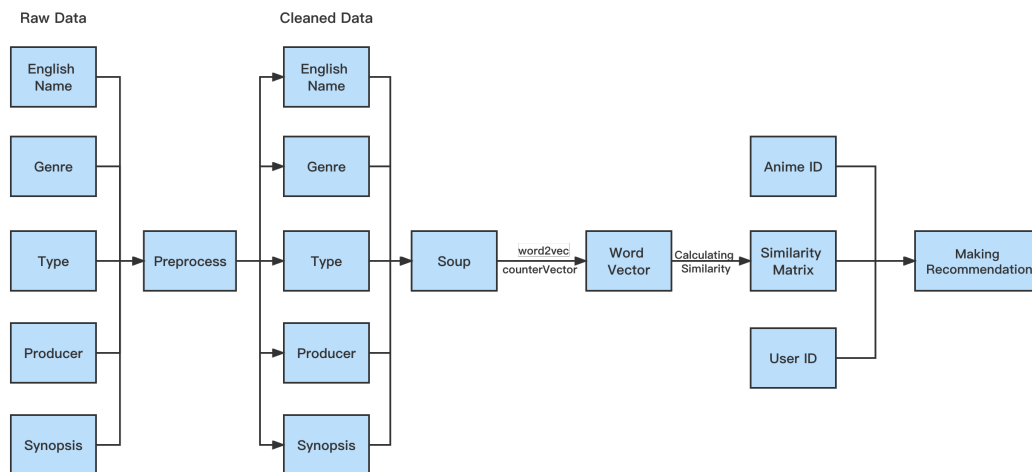 Raw Data
Cleaned Data
English
Name
English
Name
Genre
Genre
Anime ID
Type
Preprocess
Type
Soup
word2vec
counterVector
Word
Vector
Calculating
Similarity
Similarity
Matrix
Making
Recommendation
Producer
Producer
User ID
Synopsis
Synopsis